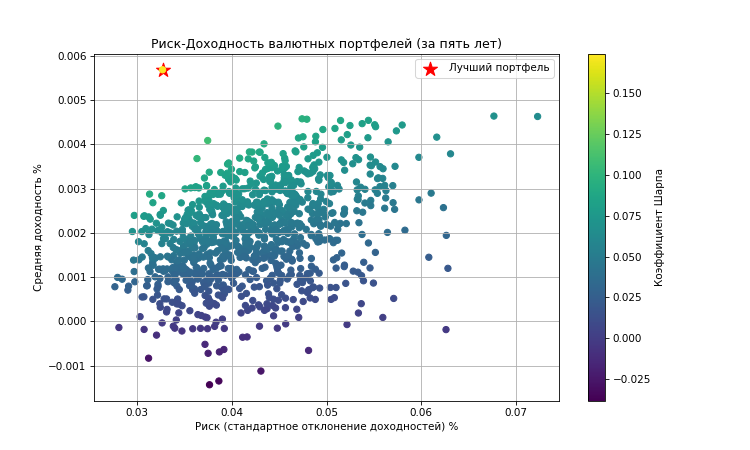 Риск-Доходность валютных портфелей (за пять лет)
0.006
0.005
0.004
0.003
0.002
0.001
0.000
−0.001
Средняя доходность %
Лучший портфель
0.03 0.04 0.05 0.06 0.07
Риск (стандартное отклонение доходностей) %
0.150
0.125
0.100
0.075
0.050
0.025
0.000
−0.025
Коэффициент Шарпа